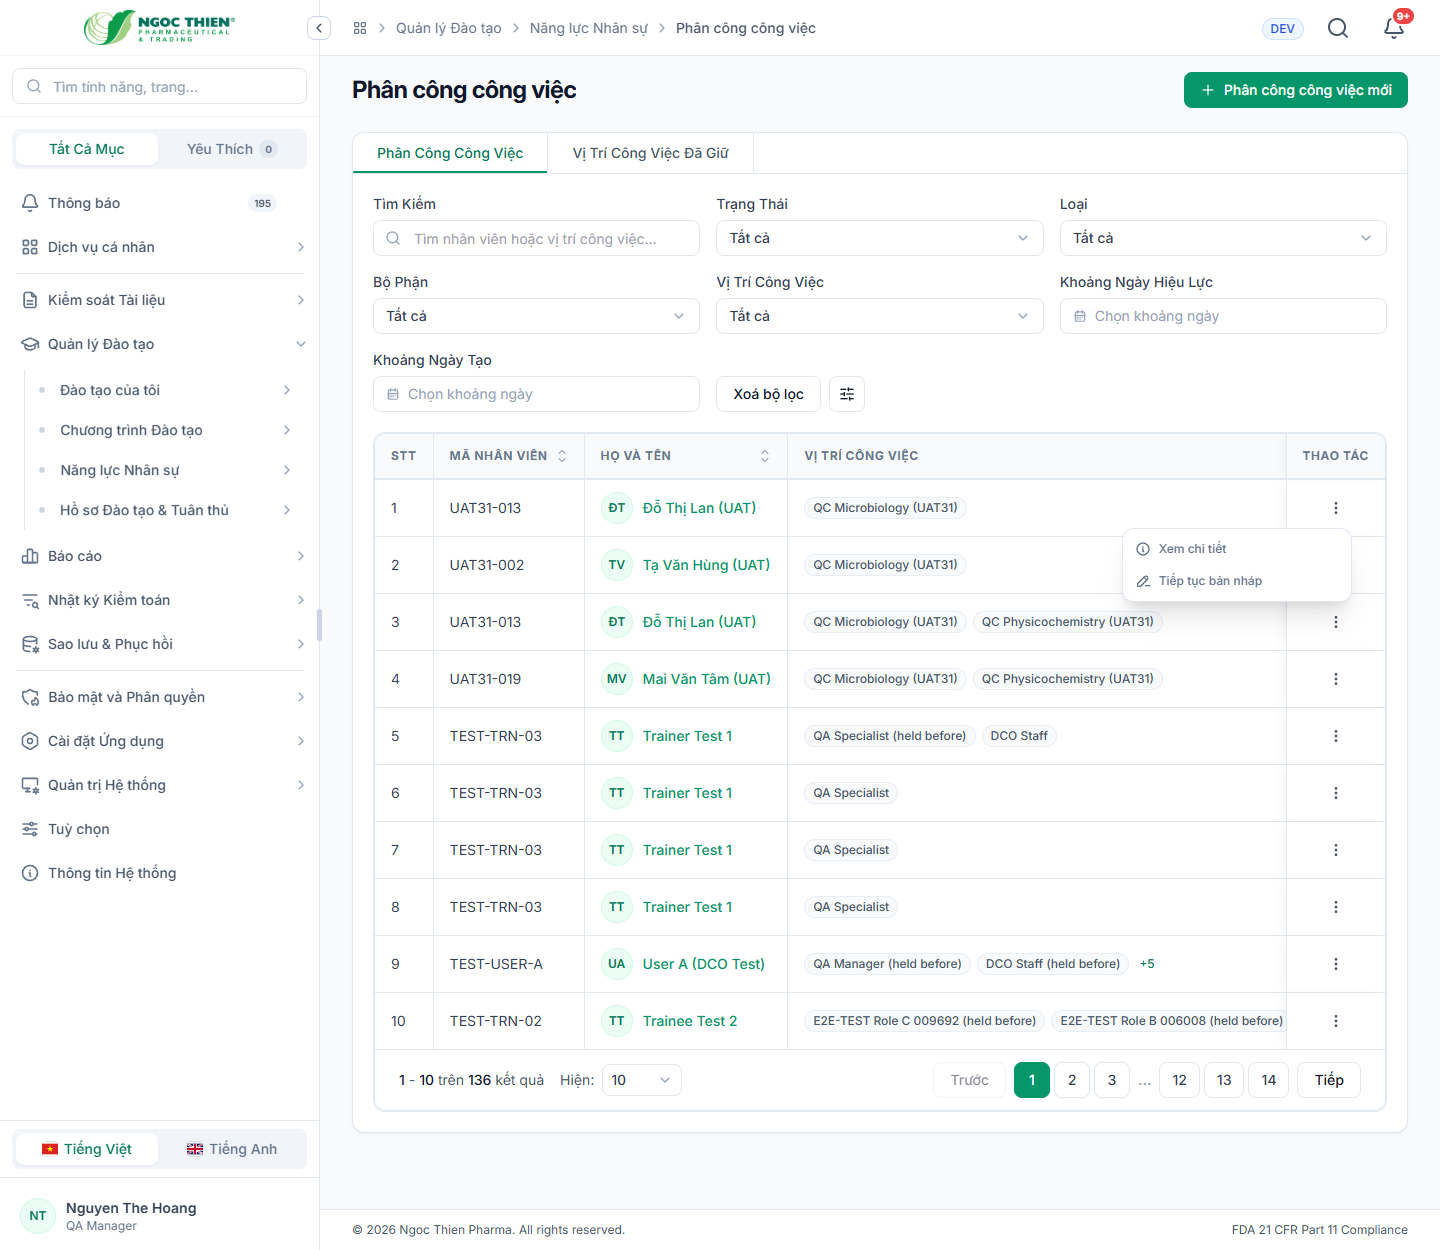 NGOC THIEN®
PHARMACEUTICAL
& TRADING
Tìm tính năng, trang...
Tất Cả Mục
Yêu Thích 0
Thông báo 195
Dịch vụ cá nhân
Kiểm soát Tài liệu
Quản lý Đào tạo
Đào tạo của tôi
Chương trình Đào tạo
Năng lực Nhân sự
Hồ sơ Đào tạo & Tuân thủ
Báo cáo
Nhật ký Kiểm toán
Sao lưu & Phục hồi
Bảo mật và Phân quyền
Cài đặt Ứng dụng
Quản trị Hệ thống
Tuỳ chọn
Thông tin Hệ thống
Tiếng Việt
Tiếng Anh
NT
Nguyen The Hoang
QA Manager
Quản lý Đào tạo
Năng lực Nhân sự
Phân công công việc
DEV
9+
Phân công công việc
Phân công công việc mới
Phân Công Công Việc
Vị Trí Công Việc Đã Giữ
Tìm Kiếm
Tìm nhân viên hoặc vị trí công việc...
Trạng Thái
Tất cả
Loại
Tất cả
Bộ Phận
Tất cả
Vị Trí Công Việc
Tất cả
Khoảng Ngày Hiệu Lực
Chọn khoảng ngày
Khoảng Ngày Tạo
Chọn khoảng ngày
Xoá bộ lọc
STT MÃ NHÂN VIÊN HỌ VÀ TÊN VỊ TRÍ CÔNG VIỆC THAO TÁC
1 UAT31-013 ĐT Đỗ Thị Lan (UAT) QC Microbiology (UAT31)
Xem chi tiết
Tiếp tục bản nháp
2 UAT31-002 TV Tạ Văn Hùng (UAT) QC Microbiology (UAT31)
3 UAT31-013 ĐT Đỗ Thị Lan (UAT) QC Microbiology (UAT31) QC Physicochemistry (UAT31)
4 UAT31-019 MV Mai Văn Tâm (UAT) QC Microbiology (UAT31) QC Physicochemistry (UAT31)
5 TEST-TRN-03 TT Trainer Test 1 QA Specialist (held before) DCO Staff
6 TEST-TRN-03 TT Trainer Test 1 QA Specialist
7 TEST-TRN-03 TT Trainer Test 1 QA Specialist
8 TEST-TRN-03 TT Trainer Test 1 QA Specialist
9 TEST-USER-A UA User A (DCO Test) QA Manager (held before) DCO Staff (held before) +5
10 TEST-TRN-02 TT Trainee Test 2 E2E-TEST Role C 009692 (held before) E2E-TEST Role B 006008 (held before)
1 - 10 trên 136 kết quả Hiện: 10
Trước 1 2 3 ... 12 13 14 Tiếp
© 2026 Ngoc Thien Pharma. All rights reserved.
FDA 21 CFR Part 11 Compliance